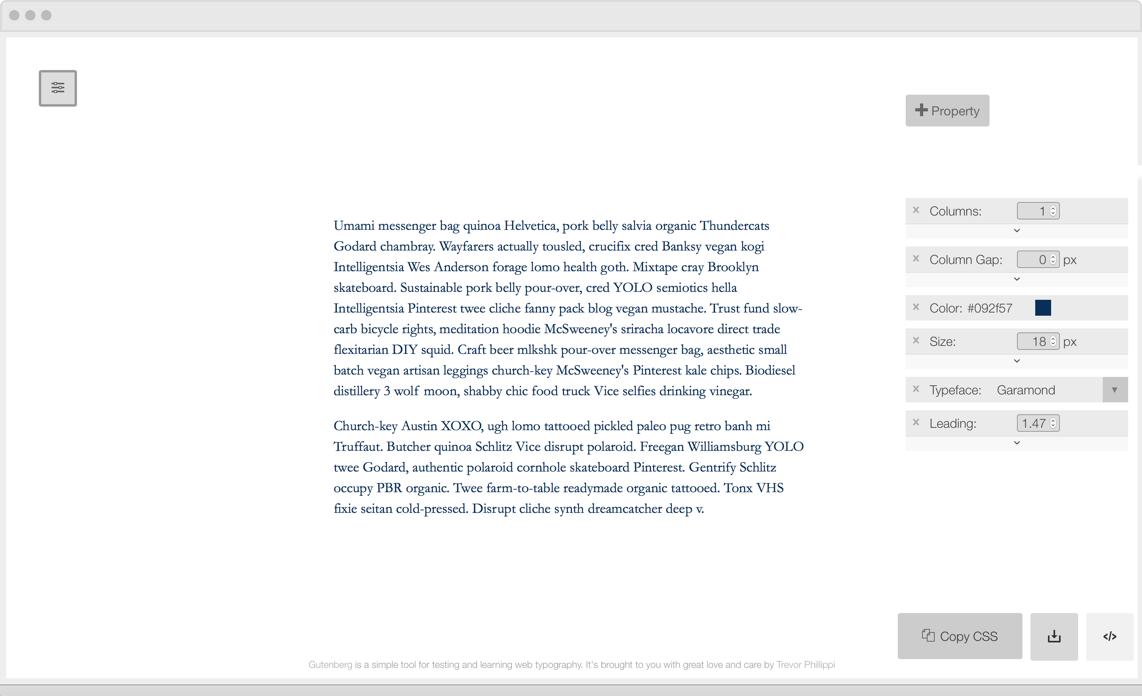 + Property
x Columns: 1
x Column Gap: 0 px
x Color: #092f57
x Size: 18 px
x Typeface: Garamond
x Leading: 1.47
Umami messenger bag quinoa Helvetica, pork belly salvia organic Thundercats
Godard chambray. Wayfarers actually tousled, crucifix cred Banksy vegan kogi
Intelligentsia Wes Anderson forage lomo health goth. Mixtape cray Brooklyn
skateboard. Sustainable pork belly pour-over, cred YOLO semiotics hella
Intelligentsia Pinterest twee cliche fanny pack blog vegan mustache. Trust fund slow-
carb bicycle rights, meditation hoodie McSweeney's sriracha locavore direct trade
flexitarian DIY squid. Craft beer mlkshk pour-over messenger bag, aesthetic small
batch vegan artisan leggings church-key McSweeney's Pinterest kale chips. Biodiesel
distillery 3 wolf moon, shabby chic food truck Vice selfies drinking vinegar.
Church-key Austin XOXO, ugh lomo tattooed pickled paleo pug retro banh mi
Truffaut. Butcher quinoa Schlitz Vice disrupt polaroid. Freegan Williamsburg YOLO
twee Godard, authentic polaroid cornhole skateboard Pinterest. Gentrify Schlitz
occupy PBR organic. Twee farm-to-table readymade organic tattooed. Tonx VHS
fixie seitan cold-pressed. Disrupt cliche synth dreamcatcher deep v.
Copy CSS
</>
Gutenberg is a simple tool for testing and learning web typography. It's brought to you with great love and care by Trevor Phillippi